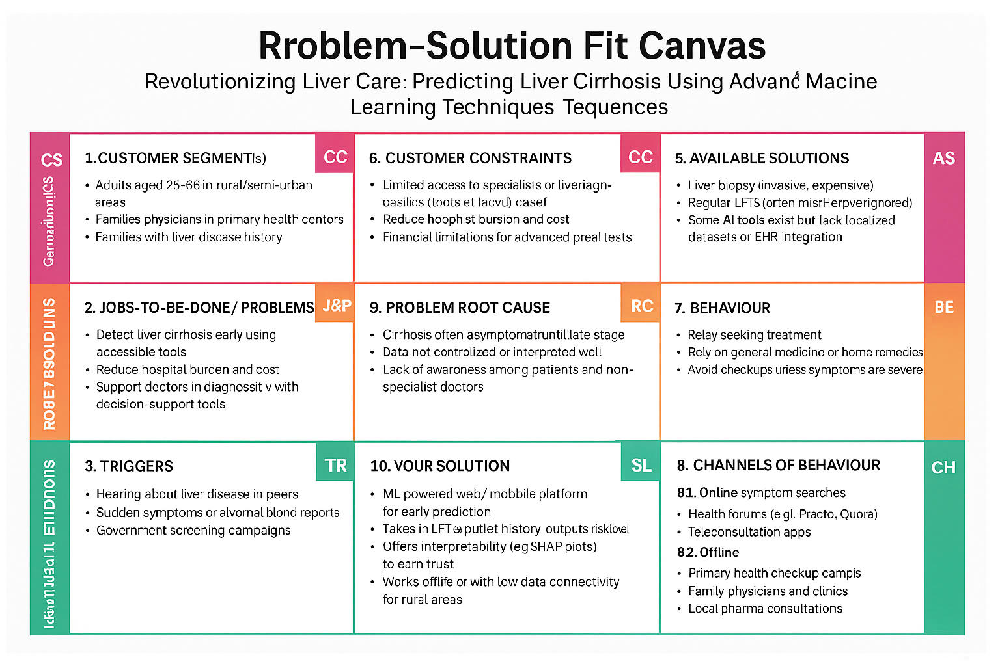 Rroblem-Solution Fit Canvas
Revolutionizing Liver Care: Predicting Liver Cirrhosis Using Advanc Macine
Learning Techniques Tequences
CS
1. CUSTOMER SEGMENT(s)
CC
• Aduits aged 25-66 in rural/semi-urban
areas
• Families physicians in primary health centors
• Families with liver discase history
6. CUSTOMER CONSTRAINTS
CC
• Limited access to specialists or liveriagn-
oasilics (toots et lacvil) casef
• Reduce hoophist bursion and cost
• Financial limitations for advanced preal tests
5. AVAILABLE SOLUTIONS
AS
• Liver biopsy (invasive, expensive)
• Regular LFTS (orten misrHerpverignored)
• Some AI tools exist but lack localized
datasets or EHR integration
2. JOBS-TO-BE-DONE/ PROBLEMS
J&P
• Detect liver cirrhosis early using
accessible tools
• Reduce hospital burden and cost
• Support dectors in diagnossit v with
decision-support tools
9. PROBLEM ROOT CAUSE
RC
• Cirrhosis often asymptomatruntilllate stage
• Data not controlized or interpreted well
• Lack of awaroness among patients and non-
specialist doctors
7. BEHAVIOUR
BE
• Relay seeking treatment
• Rely on general medicine or home remedies
• Avoid checkups uriess symptoms are severe
3. TRIGGERS
TR
• Hearing about liver disease in peers
• Sudden symptoms or alvornal blond reports
• Government screening campaigns
10. VOUR SOLUTION
SL
• ML powered web/ mobbile platform
for early prediction
• Takes in LFT putlet history outputs riskiovel
• Offers interpretability (eg SHAP piots)
to earn trust
• Works offlife or with low data connectivity
for rural areas
8. CHANNELS OF BEHAVIOUR
CH
81. Online symptom searches
• Health forums (e gl. Practo, Quora)
• Teleconsultation apps
82. Offline
• Primary health checkup campis
• Family physicians and clinics
• Local pharma consultations